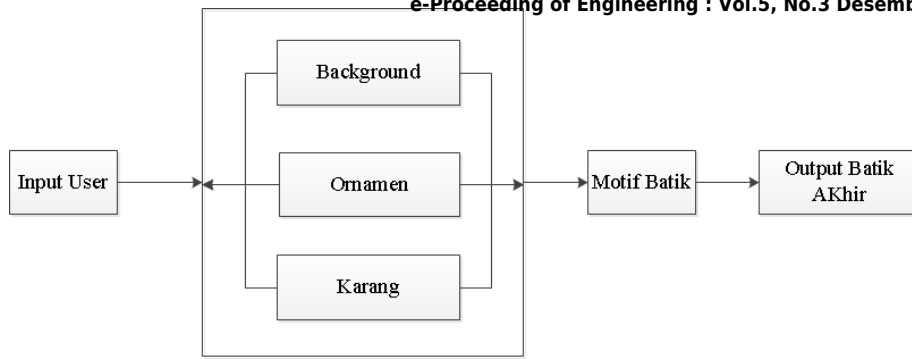 e-Proceeding of Engineering : Vol.5, No.3 Desemb
Background
Input User
Ornamen
Motif Batik
Output Batik
AKhir
Karang